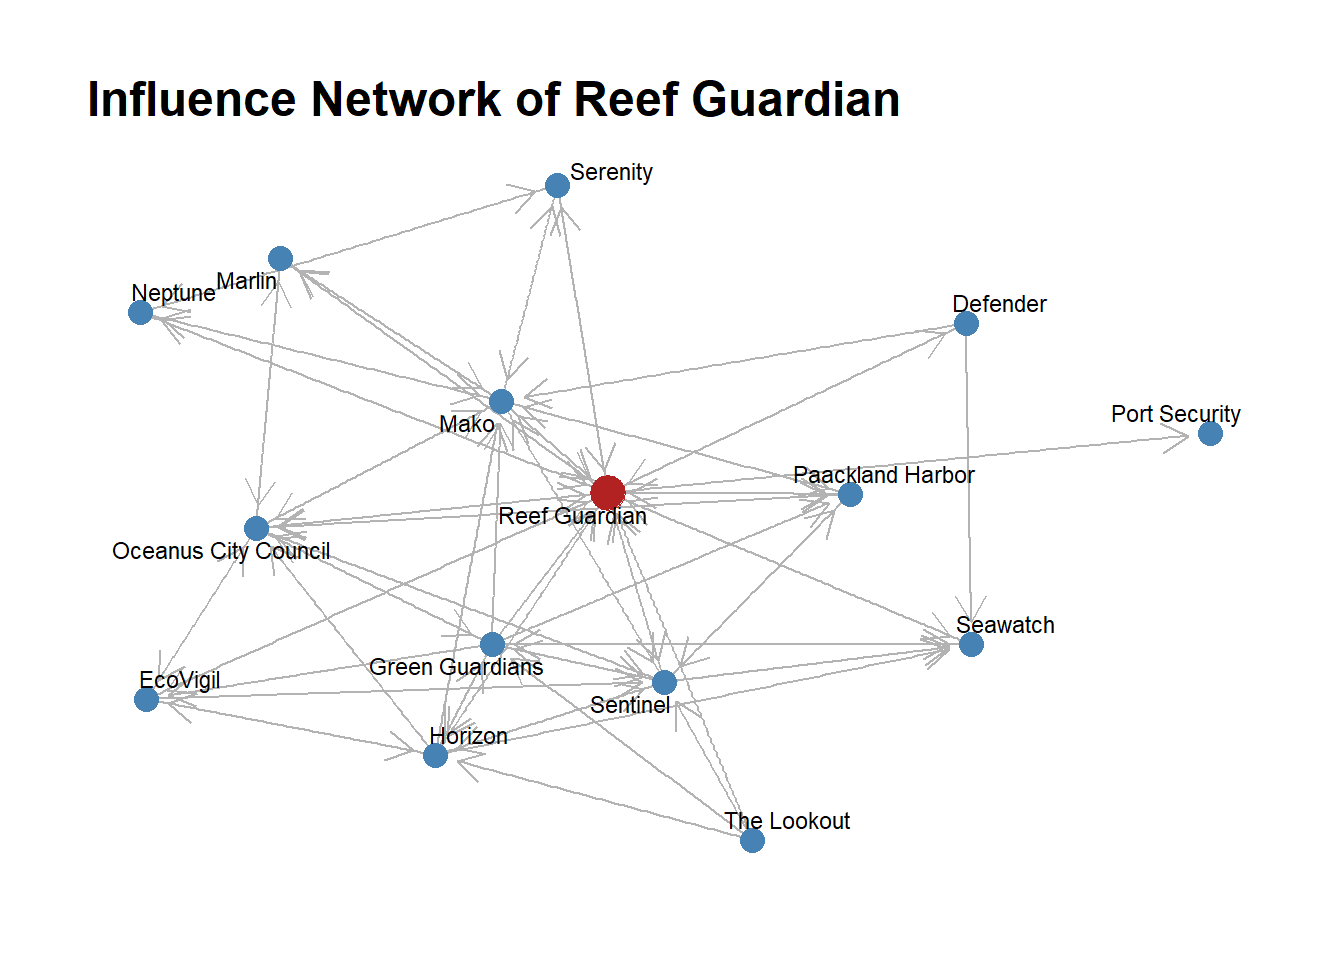 Influence Network of Reef Guardian
Serenity
Marlin
Neptune
Defender
Port Security
Mako
Paackland Harbor
Reef Guardian
Oceanus City Council
Seawatch
Green Guardians
EcoVigil
Sentinel
Horizon
The Lookout